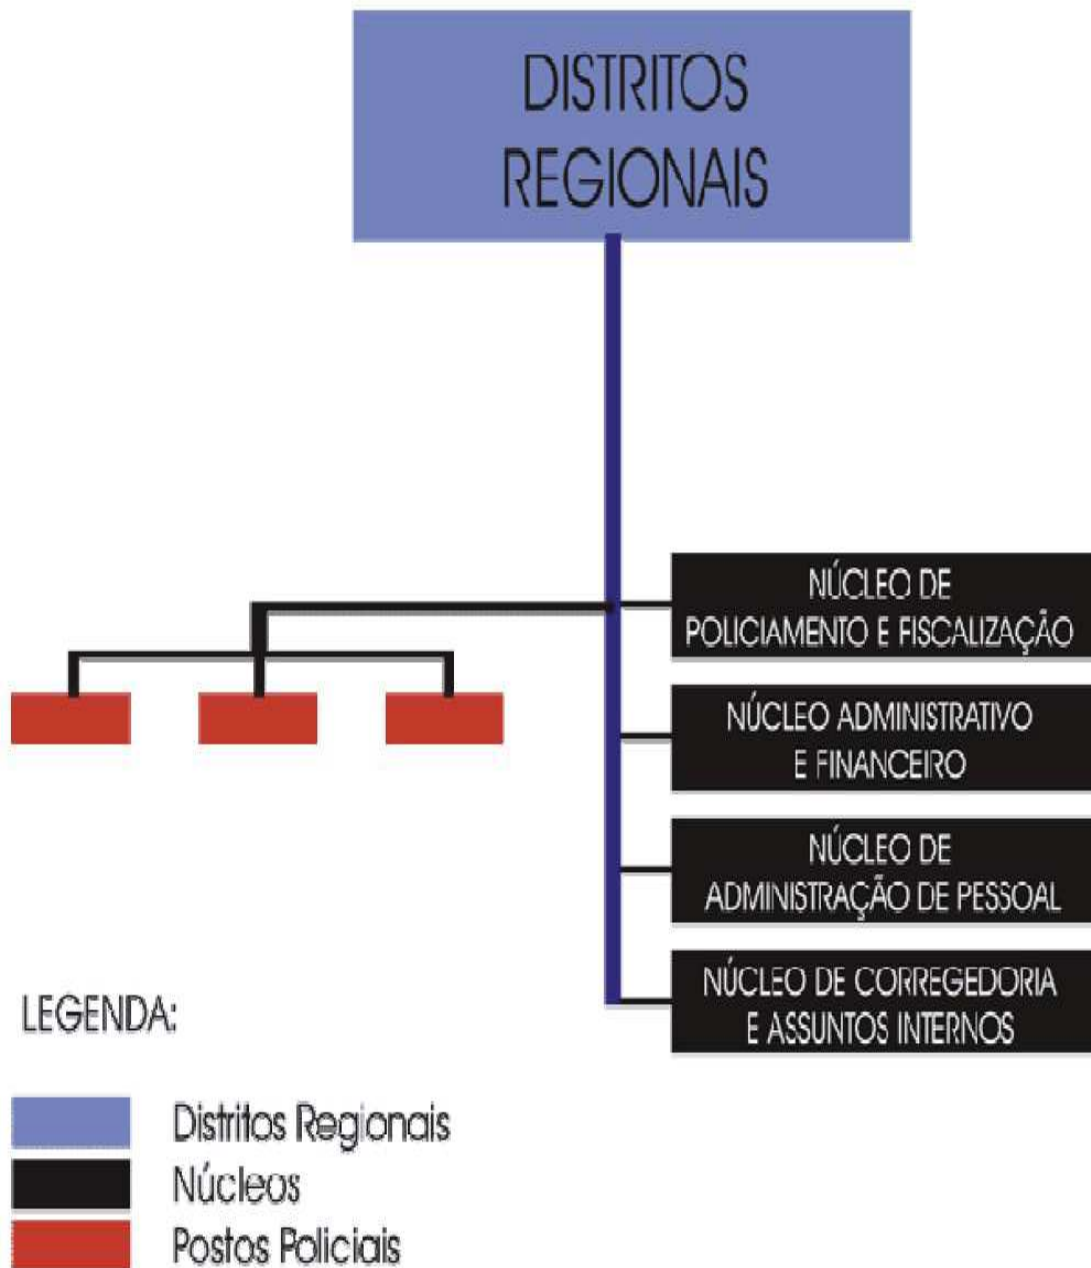 DISTRITOS
REGIONAIS
NÚCLEO DE
POLICIAMENTO E FISCALIZAÇÃO
NÚCLEO ADMINISTRATIVO
E FINANCEIRO
NÚCLEO DE
ADMINISTRAÇÃO DE PESSOAL
NÚCLEO DE CORREGEDORIA
E ASSUNTOS INTERNOS
LEGENDA:
Distritos Regionais
Núcleos
Postos Policiais